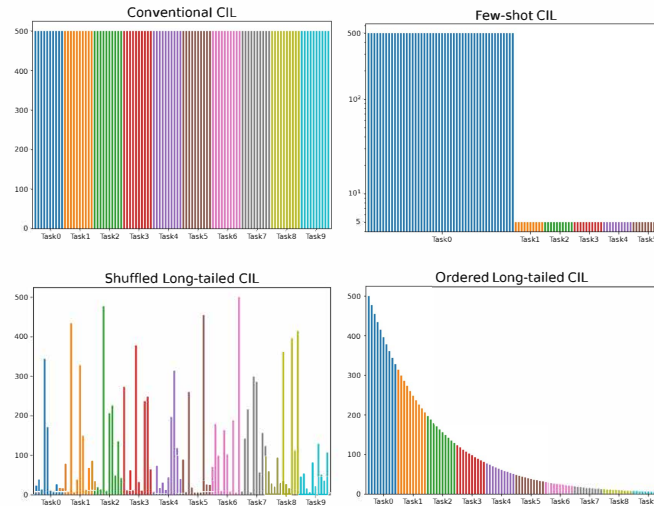 Conventional CIL
500
400
300
200
100
0
Task0 Task1 Task2 Task3 Task4 Task5 Task6 Task7 Task8 Task9
Few-shot CIL
500
10²
10¹
5
Task0 Task1 Task2 Task3 Task4
Shuffled Long-tailed CIL
500
400
300
200
100
0
Task0 Task1 Task2 Task3 Task4 Task5 Task6 Task7 Task8 Task9
Ordered Long-tailed CIL
500
400
300
200
100
0
Task0 Task1 Task2 Task3 Task4 Task5 Task6 Task7 Task8 Task9